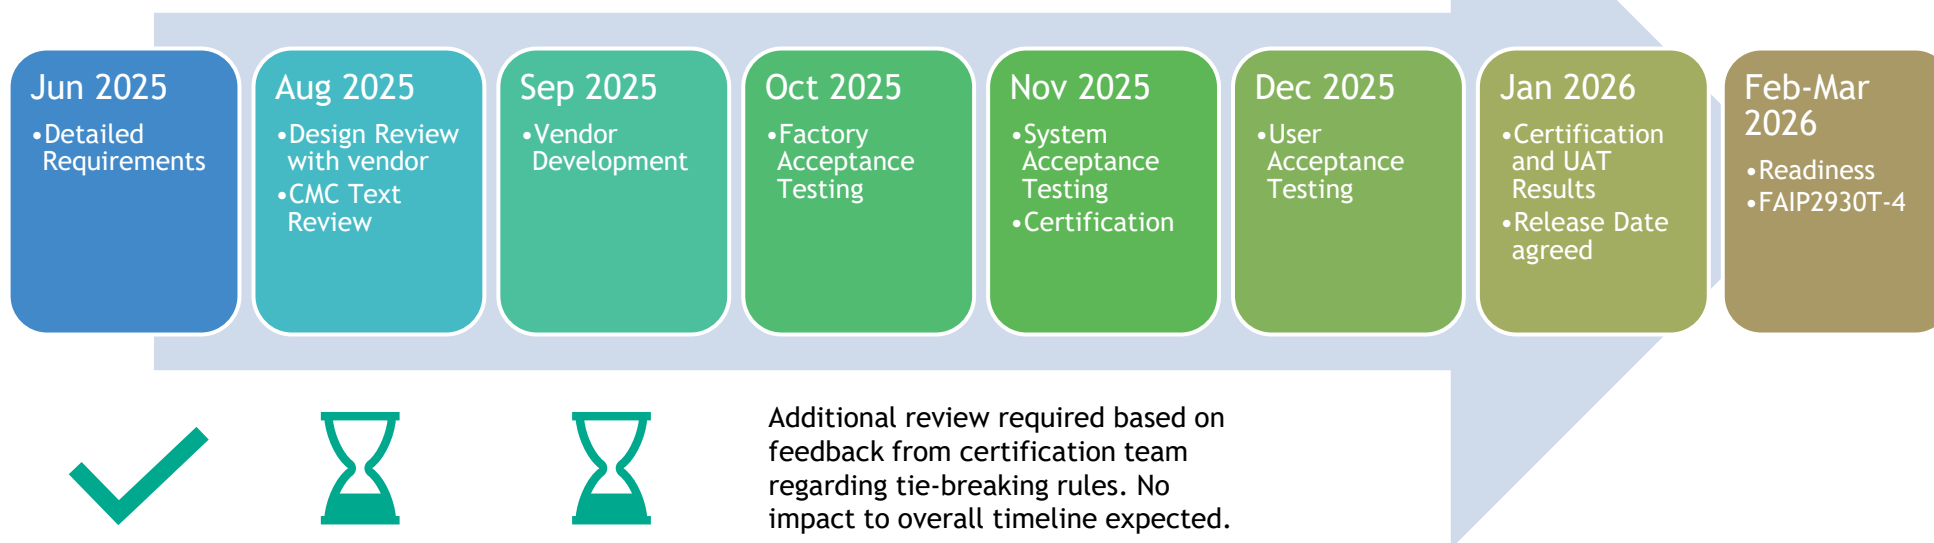 Jun 2025
•Detailed
Requirements
Aug 2025
•Design Review
with vendor
•CMC Text
Review
Sep 2025
•Vendor
Development
Oct 2025
•Factory
Acceptance
Testing
Nov 2025
•System
Acceptance
Testing
•Certification
Dec 2025
•User
Acceptance
Testing
Jan 2026
•Certification
and UAT
Results
•Release Date
agreed
Feb-Mar
2026
•Readiness
•FAIP2930T-4
Additional review required based on
feedback from certification team
regarding tie-breaking rules. No
impact to overall timeline expected.